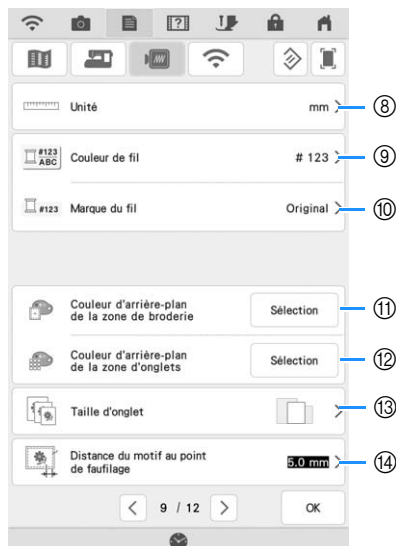 Unité mm > ⑧
#123 ABC Couleur de fil # 123 > ⑨
#123 Marque du fil Original > ⑩
Couleur d'arrière-plan
de la zone de broderie Sélection ⑪
Couleur d'arrière-plan
de la zone d'onglets Sélection ⑫
Taille d'onglet > ⑬
Distance du motif au point
de faufilage 5.0 mm > ⑭
< 9 / 12 > OK